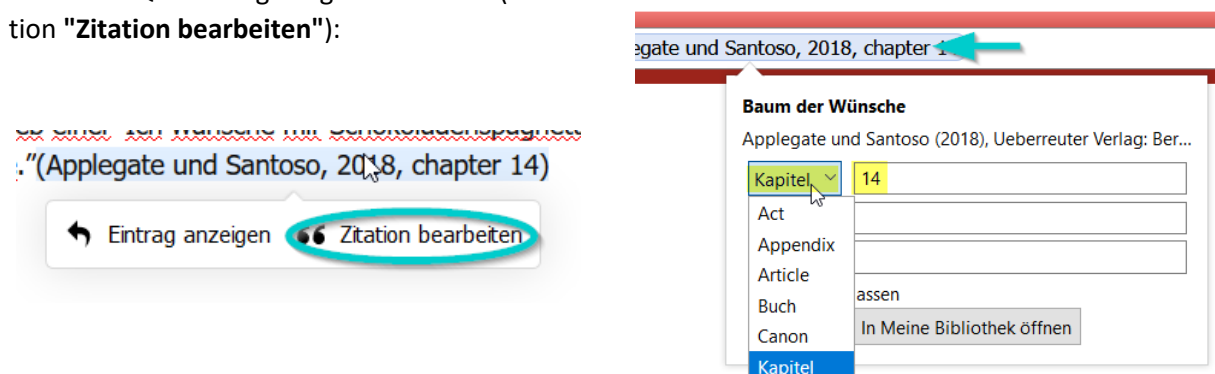 tion "Zitation bearbeiten"):
."(Applegate und Santoso, 2018, chapter 14)
Eintrag anzeigen Zitation bearbeiten
egate und Santoso, 2018, chapter
Baum der Wünsche
Applegate und Santoso (2018), Ueberreuter Verlag: Ber...
Kapitel 14
Act
Appendix
Article
assen
Buch
In Meine Bibliothek öffnen
Canon
Kapitel